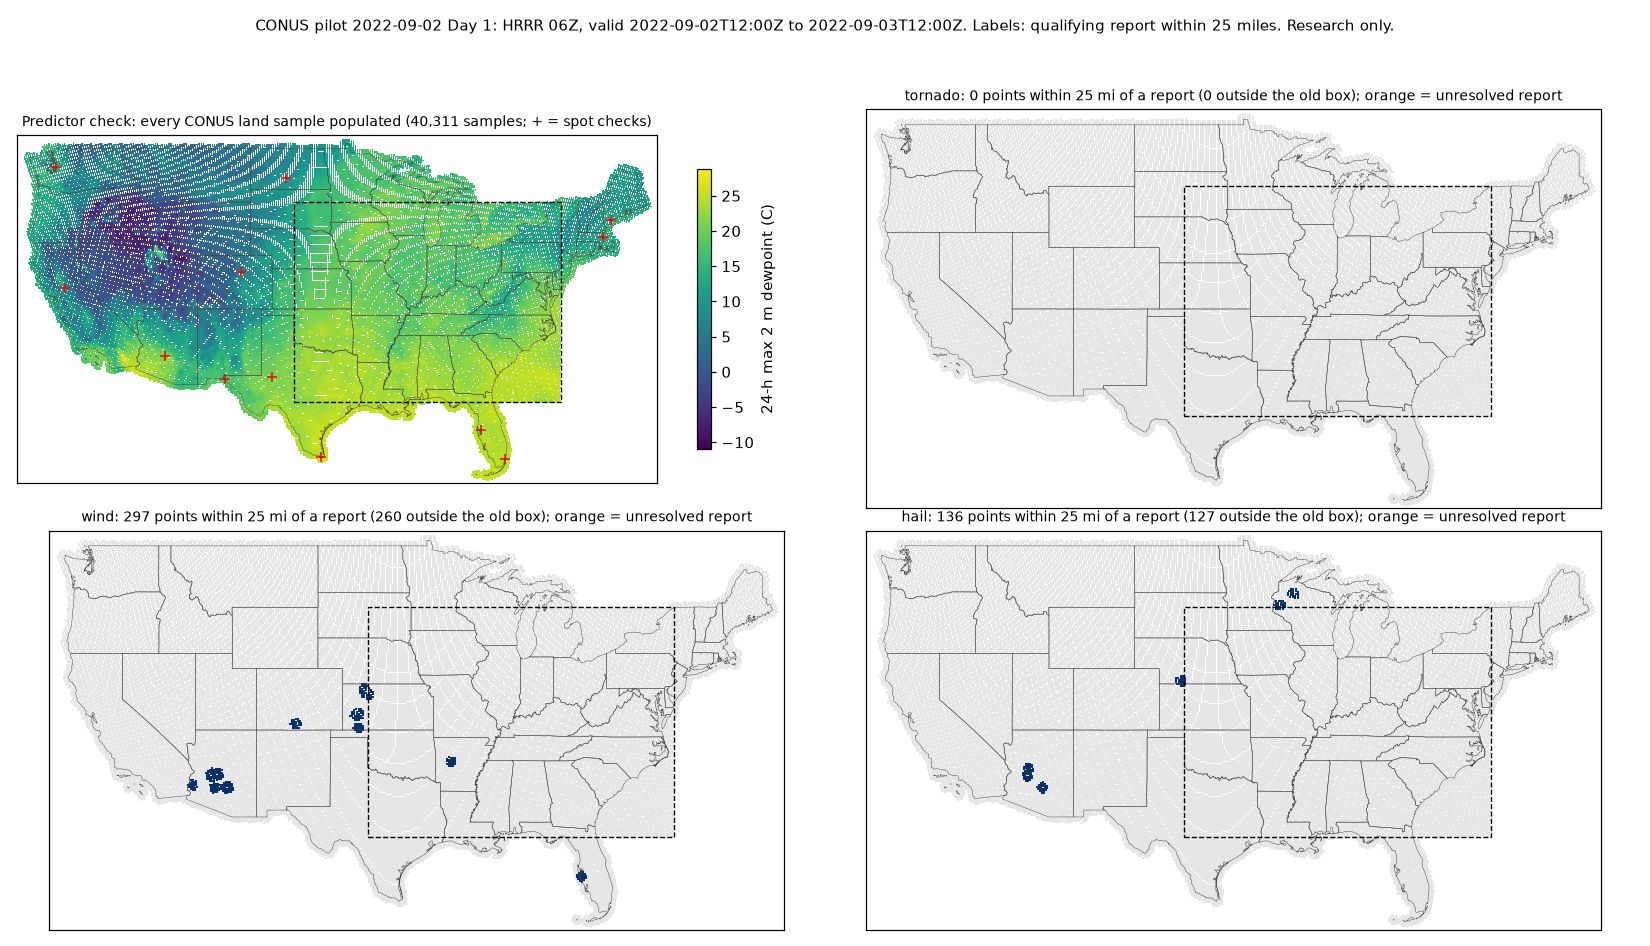 CONUS pilot 2022-09-02 Day 1: HRRR 06Z, valid 2022-09-02T12:00Z to 2022-09-03T12:00Z. Labels: qualifying report within 25 miles. Research only.
Predictor check: every CONUS land sample populated (40,311 samples; + = spot checks)
25
20
15
10
5
0
−5
−10
24-h max 2 m dewpoint (C)
tornado: 0 points within 25 mi of a report (0 outside the old box); orange = unresolved report
wind: 297 points within 25 mi of a report (260 outside the old box); orange = unresolved report
hail: 136 points within 25 mi of a report (127 outside the old box); orange = unresolved report